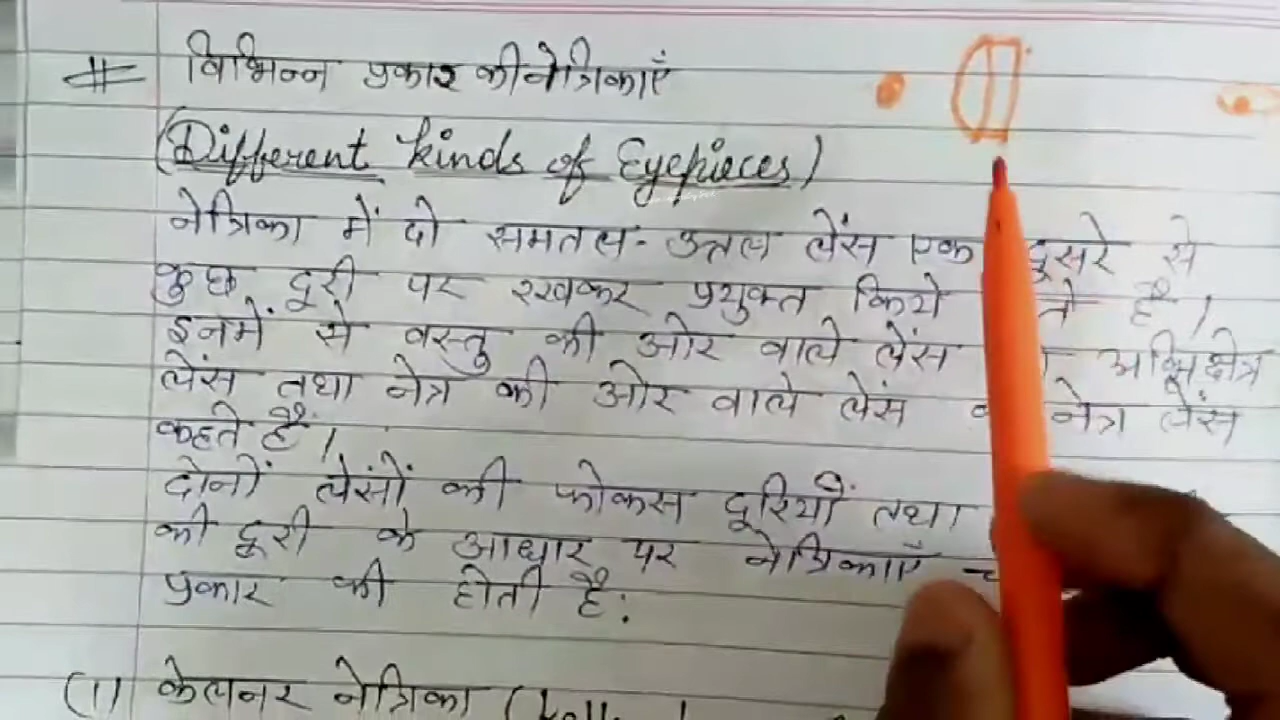 # विभिन्न प्रकार की नेत्रिकाएँ
(Different kinds of Eyepieces)
नेत्रिका में दो समतल-उत्तल लेंस एक दूसरे से
कुछ दूरी पर रखकर प्रयुक्त किये है।
इनमें से वस्तु की ओर वाले लेंस अभिक्षेत्र
लेंस तथा नेत्र की ओर वाले लेंस नेत्र लेंस
कहते हैं।
दोनों लेंसों की फोकस दूरियाँ तथा
की दूरी के आधार पर नेत्रिकाएँ
प्रकार की होती हैं:
(1) केलनर नेत्रिका